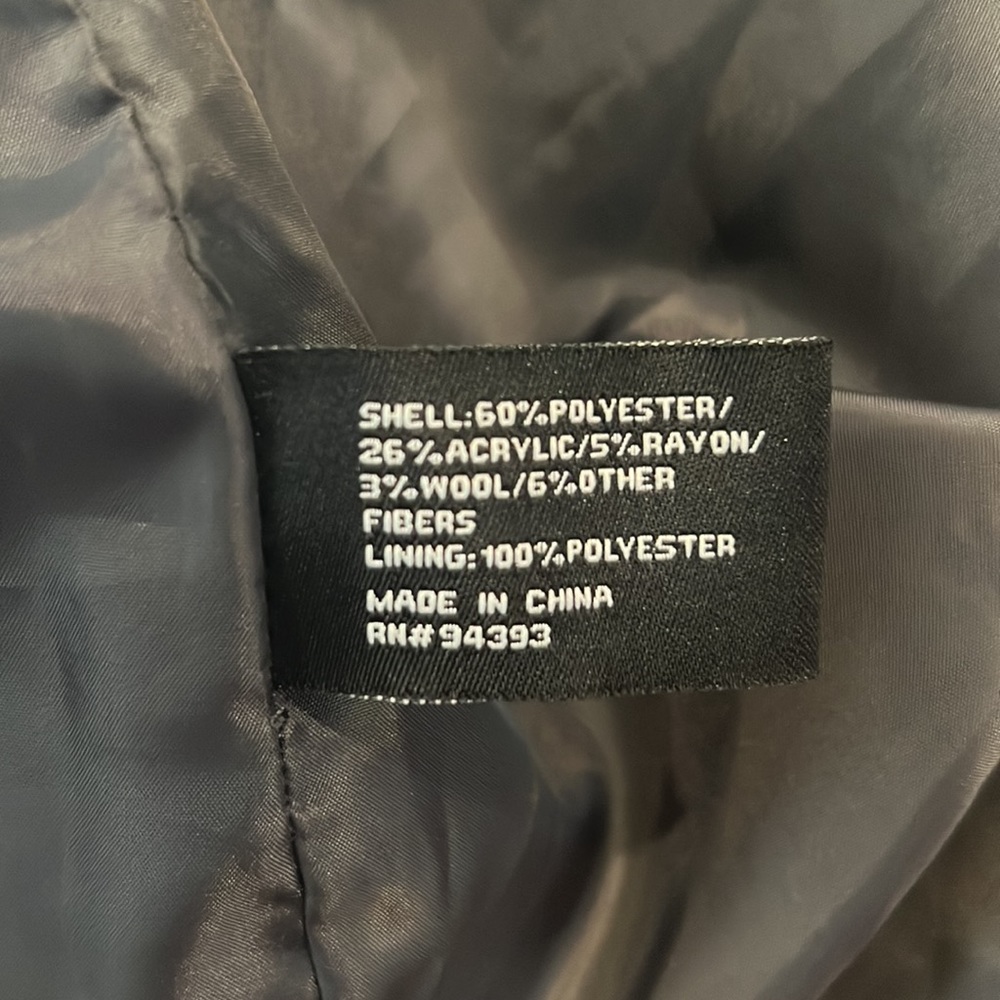 SHELL:60%POLYESTER/
26%ACRYLIC/5%RAYON/
3%WOOL/6%OTHER
FIBERS
LINING:100%POLYESTER
MADE IN CHINA
RN#94393